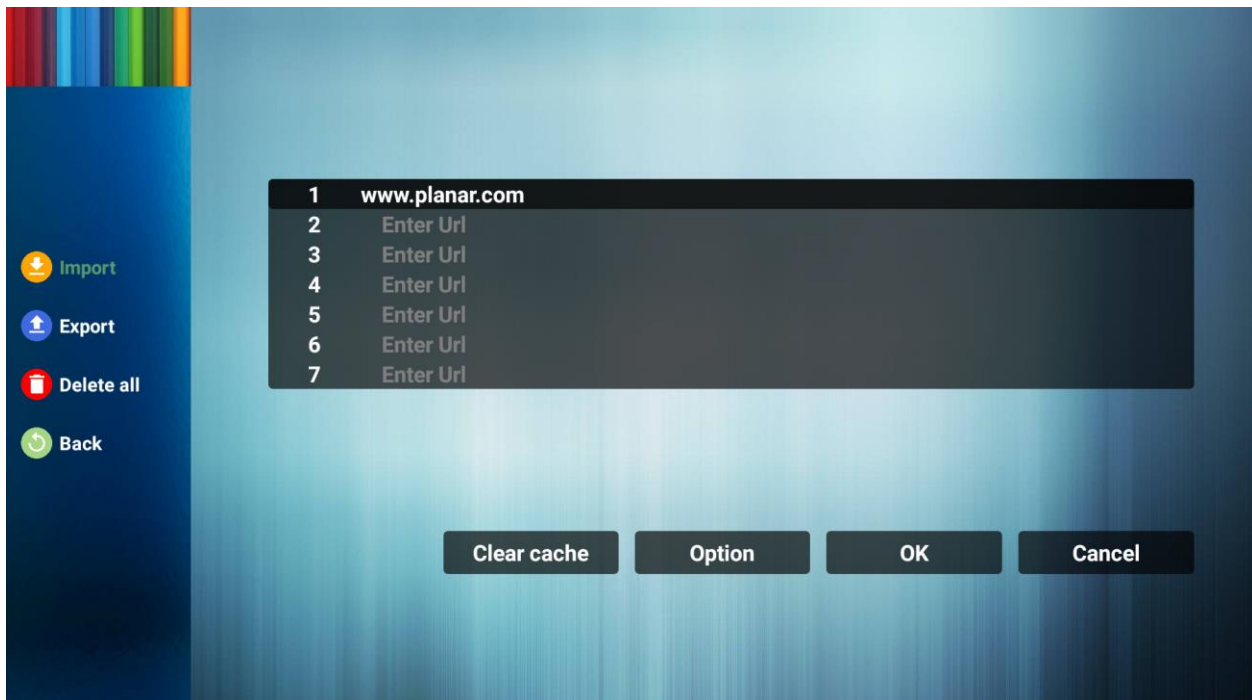 1 www.planar.com
2 Enter Url
3 Enter Url
4 Enter Url
5 Enter Url
6 Enter Url
7 Enter Url
Import
Export
Delete all
Back
Clear cache
Option
OK
Cancel